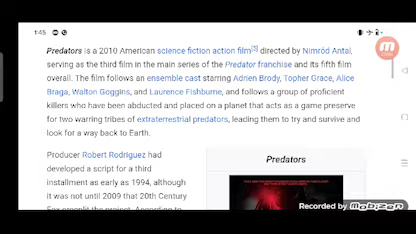 1:45
Predators is a 2010 American science fiction action film[5] directed by Nimród Antal,
serving as the third film in the main series of the Predator franchise and its fifth film
overall. The film follows an ensemble cast starring Adrien Brody, Topher Grace, Alice
Braga, Walton Goggins, and Laurence Fishburne, and follows a group of proficient
killers who have been abducted and placed on a planet that acts as a game preserve
for two warring tribes of extraterrestrial predators, leading them to try and survive and
look for a way back to Earth.
Producer Robert Rodriguez had
developed a script for a third
installment as early as 1994, although
it was not until 2009 that 20th Century
Predators
Recorded by Mobizen